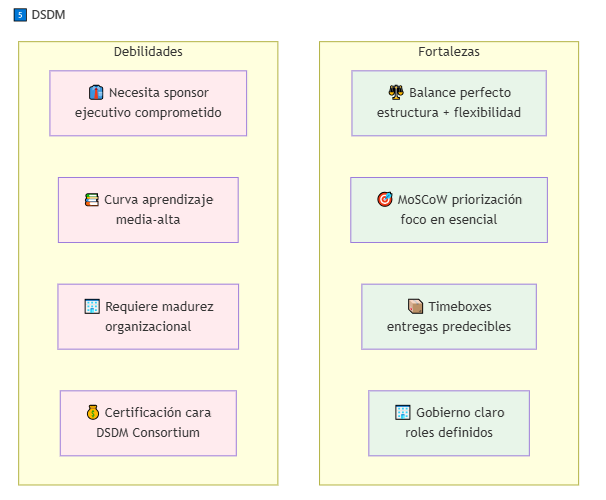 5 DSDM
Debilidades
Necesita sponsor
ejecutivo comprometido
Curva aprendizaje
media-alta
Requiere madurez
organizacional
Certificación cara
DSDM Consortium
Fortalezas
Balance perfecto
estructura + flexibilidad
MoSCoW priorización
foco en esencial
Timeboxes
entregas predecibles
Gobierno claro
roles definidos